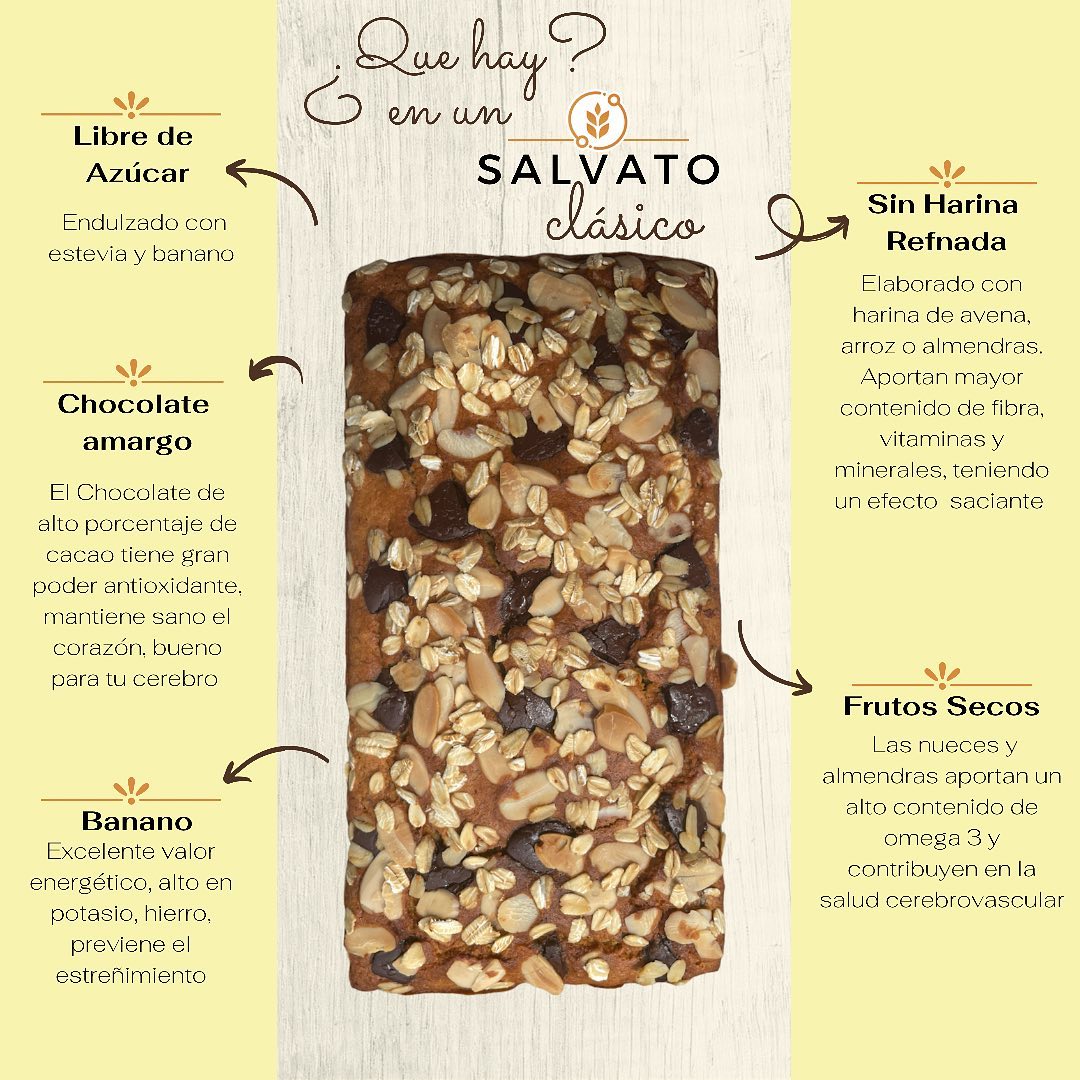 ¿Que hay?
en un
SALVATO
clásico
Libre de
Azúcar
Endulzado con
estevia y banano
Chocolate
amargo
El Chocolate de
alto porcentaje de
cacao tiene gran
poder antioxidante,
mantiene sano el
corazón, bueno
para tu cerebro
Banano
Excelente valor
energético, alto en
potasio, hierro,
previene el
estreñimiento
Sin Harina
Refnada
Elaborado con
harina de avena,
arroz o almendras.
Aportan mayor
contenido de fibra,
vitaminas y
minerales, teniendo
un efecto saciante
Frutos Secos
Las nueces y
almendras aportan un
alto contenido de
omega 3 y
contribuyen en la
salud cerebrovascular